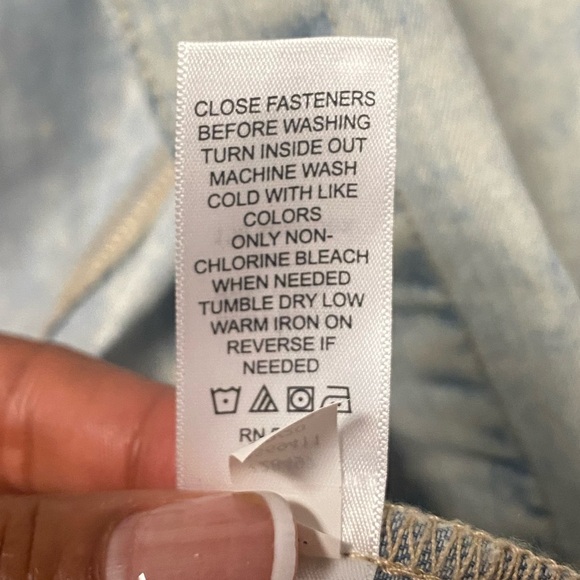 CLOSE FASTENERS
BEFORE WASHING
TURN INSIDE OUT
MACHINE WASH
COLD WITH LIKE
COLORS
ONLY NON-
CHLORINE BLEACH
WHEN NEEDED
TUMBLE DRY LOW
WARM IRON ON
REVERSE IF
NEEDED
RN